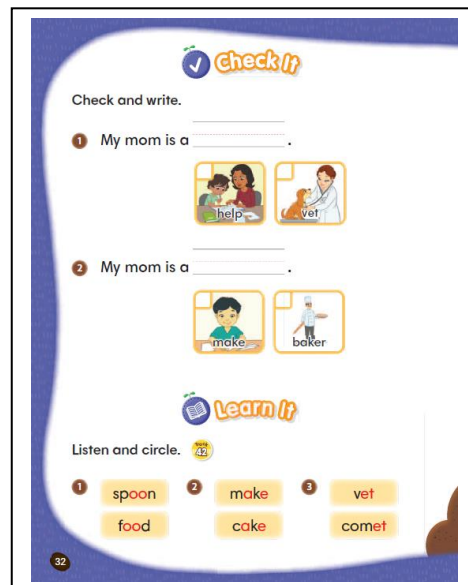 Check It
Check and write.
1 My mom is a .
help vet
2 My mom is a .
make baker
Learn It
Listen and circle. Track 42
1 spoon 2 make 3 vet
food cake comet
32